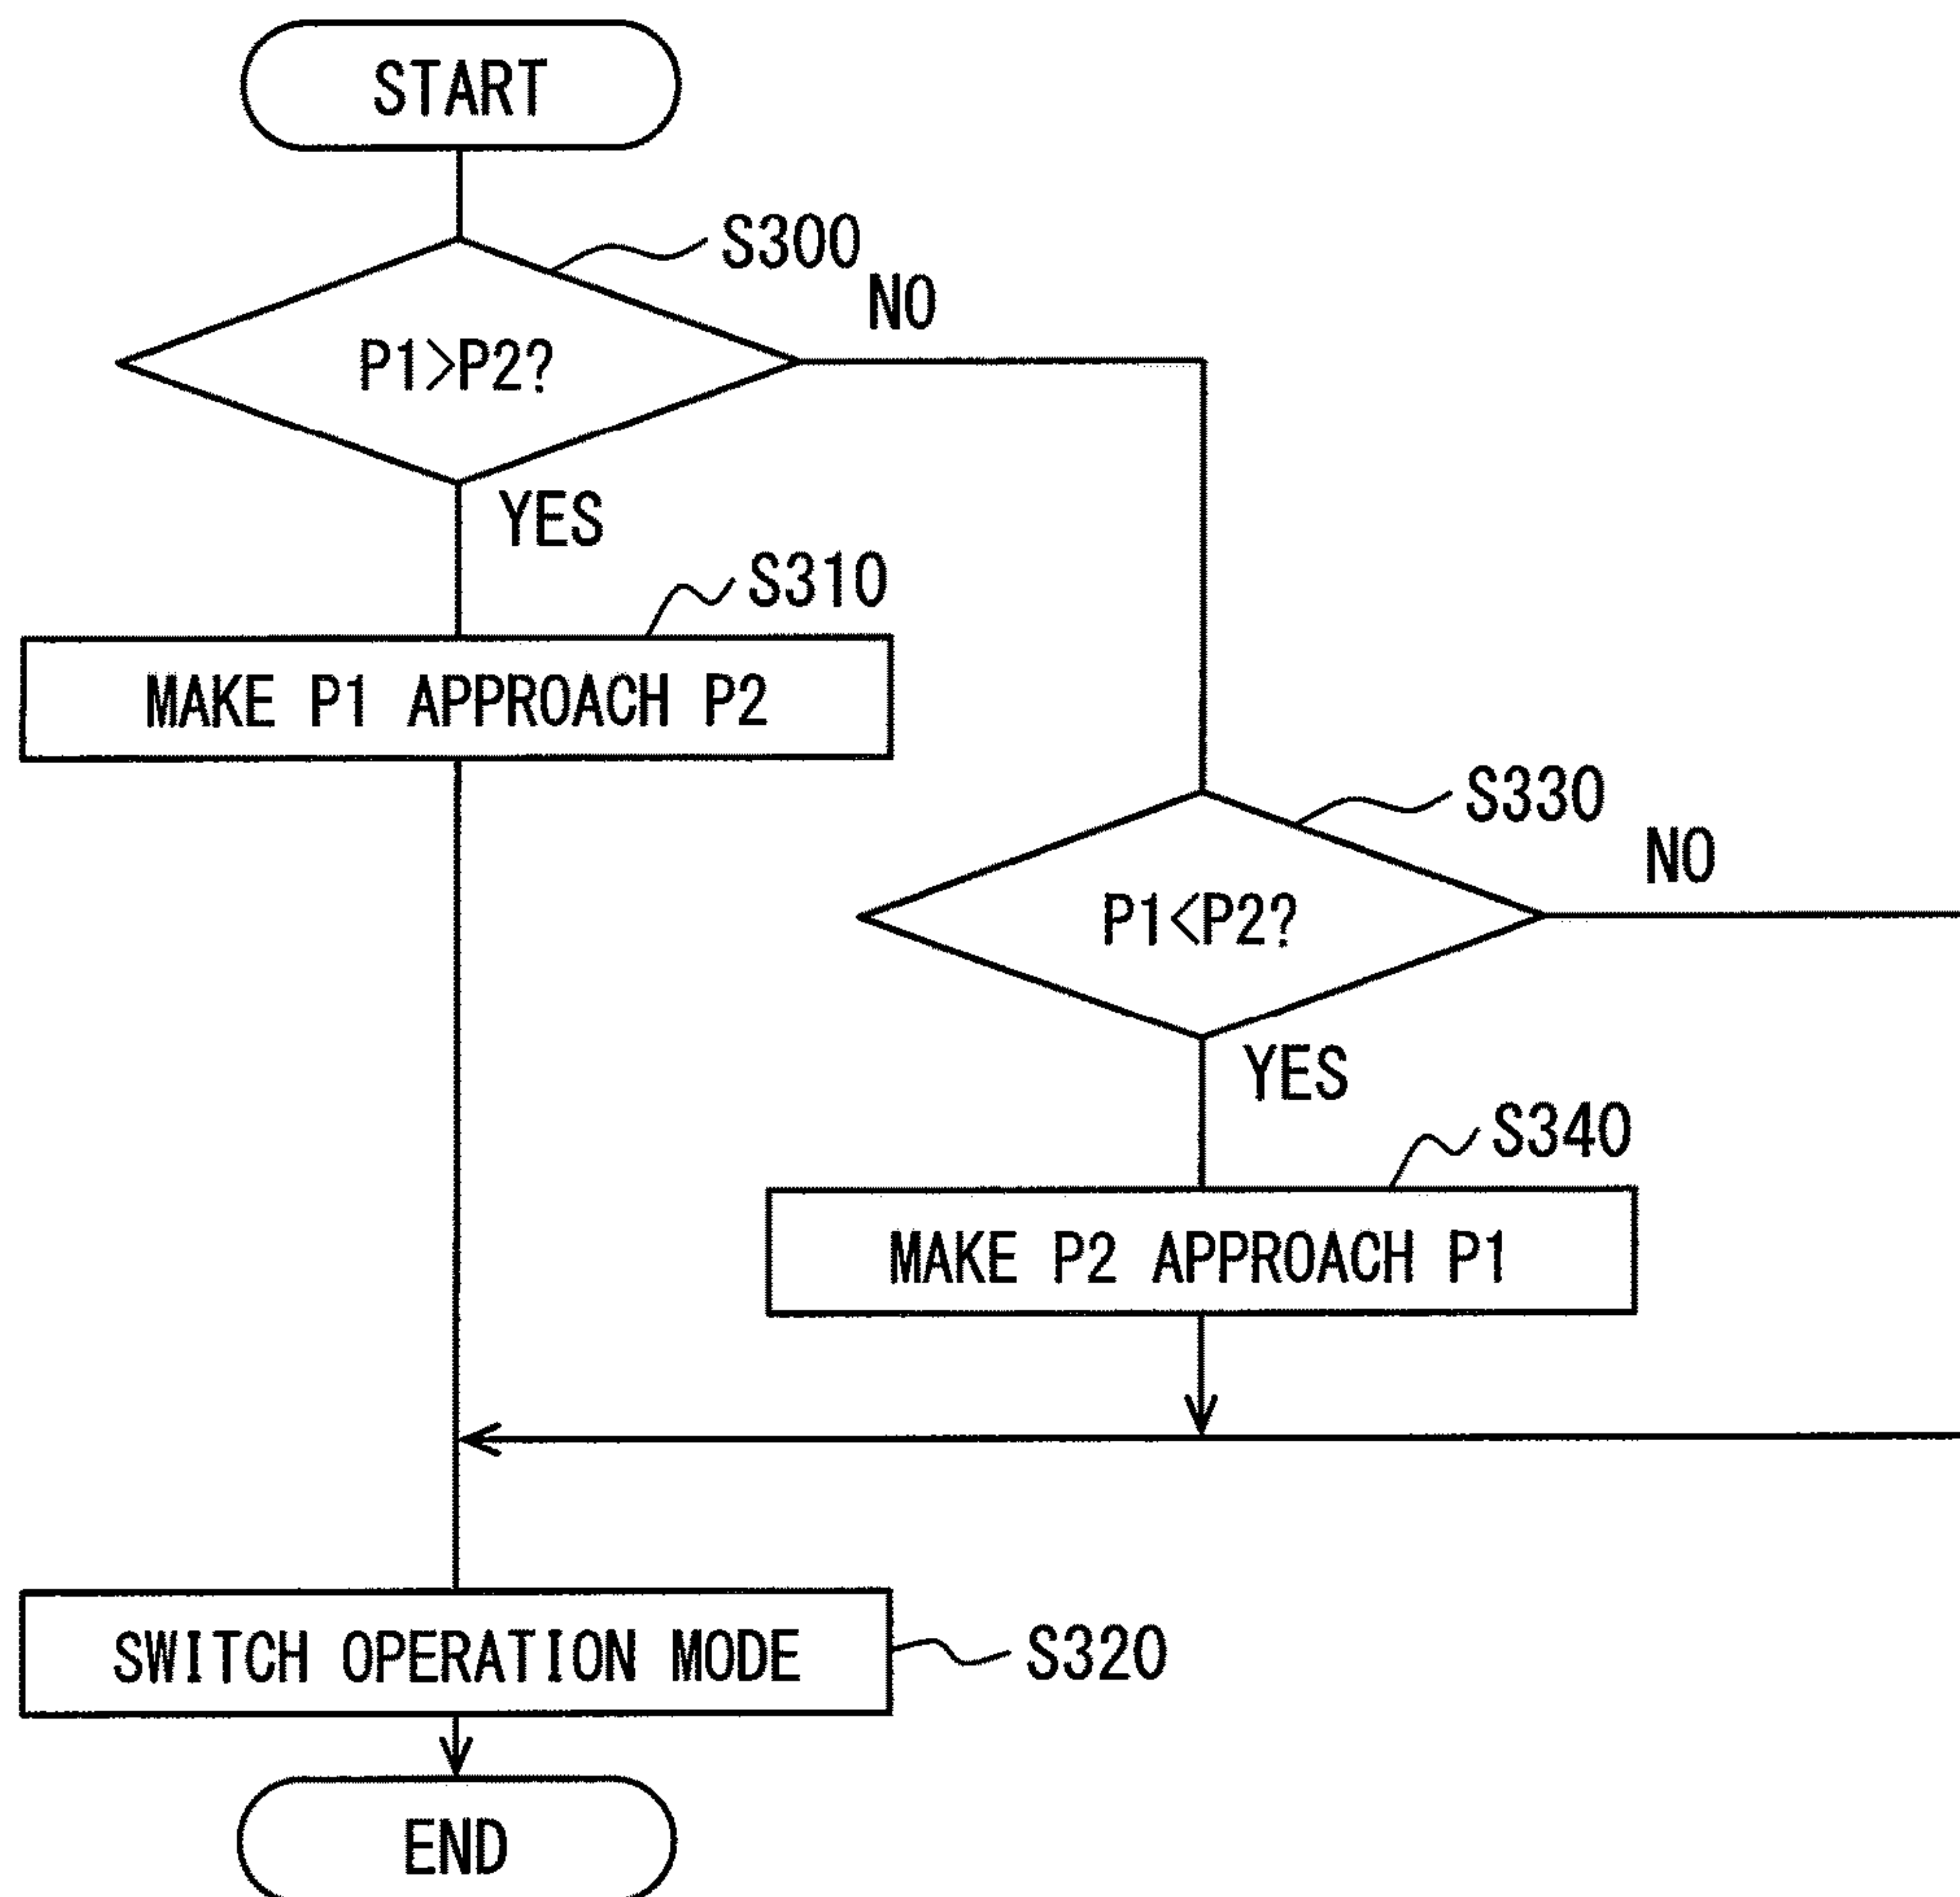 START
S300
NO
P1>P2?
YES
S310
MAKE P1 APPROACH P2
S330
NO
P1<P2?
YES
S340
MAKE P2 APPROACH P1
SWITCH OPERATION MODE
S320
END